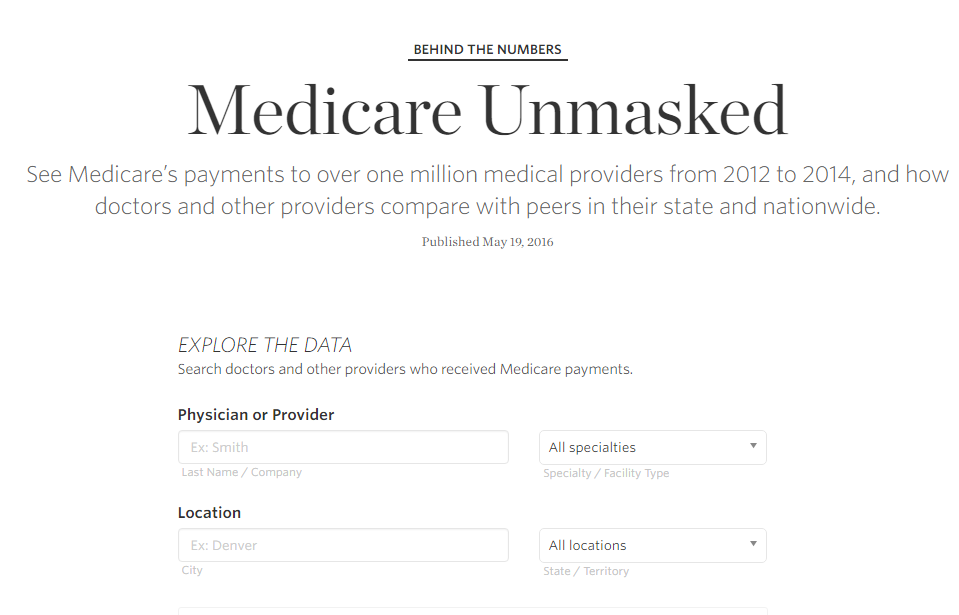 BEHIND THE NUMBERS
Medicare Unmasked
See Medicare’s payments to over one million medical providers from 2012 to 2014, and how
doctors and other providers compare with peers in their state and nationwide.
Published May 19, 2016
EXPLORE THE DATA
Search doctors and other providers who received Medicare payments.
Physician or Provider
Ex: Smith
All specialties
Last Name / Company
Specialty / Facility Type
Location
Ex: Denver
All locations
City
State / Territory